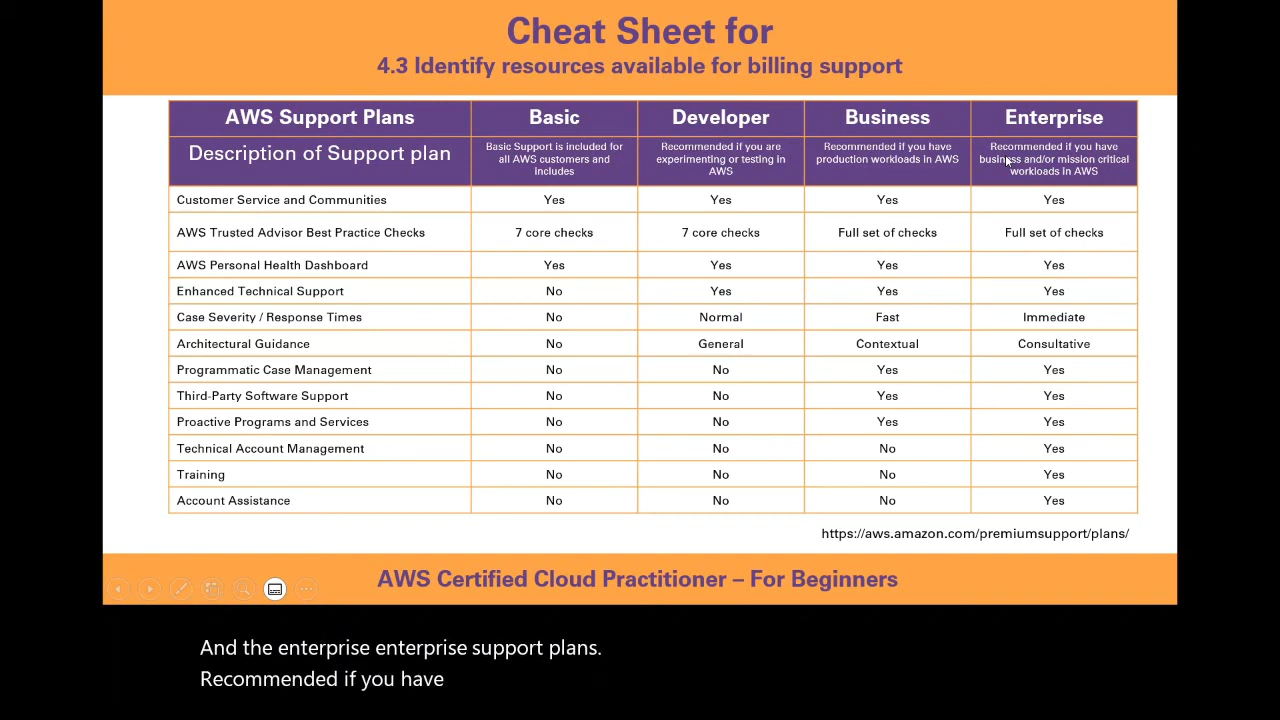 Cheat Sheet for
4.3 Identify resources available for billing support
AWS Support Plans Basic Developer Business Enterprise
Description of Support plan
Basic Support is included for
all AWS customers and
includes
Recommended if you are
experimenting or testing in
AWS
Recommended if you have
production workloads in AWS
Recommended if you have
business and/or mission critical
workloads in AWS
Customer Service and Communities Yes Yes Yes Yes
AWS Trusted Advisor Best Practice Checks 7 core checks 7 core checks Full set of checks Full set of checks
AWS Personal Health Dashboard Yes Yes Yes Yes
Enhanced Technical Support No Yes Yes Yes
Case Severity / Response Times No Normal Fast Immediate
Architectural Guidance No General Contextual Consultative
Programmatic Case Management No No Yes Yes
Third-Party Software Support No No Yes Yes
Proactive Programs and Services No No Yes Yes
Technical Account Management No No No Yes
Training No No No Yes
Account Assistance No No No Yes
https://aws.amazon.com/premiumsupport/plans/
AWS Certified Cloud Practitioner – For Beginners
And the enterprise enterprise support plans.
Recommended if you have